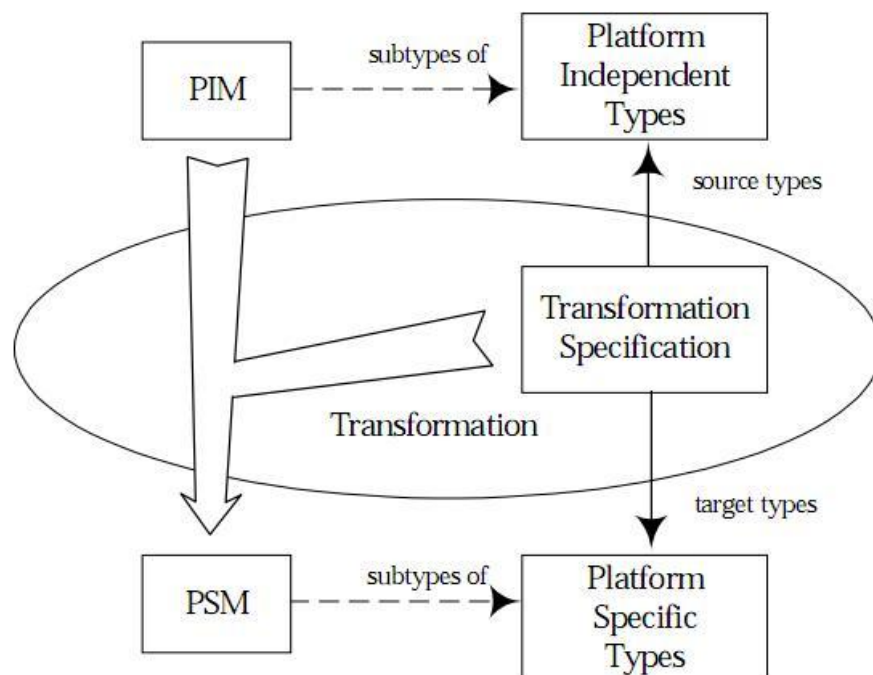 PIM
subtypes of
Platform
Independent
Types
source types
Transformation
Specification
Transformation
target types
PSM
subtypes of
Platform
Specific
Types